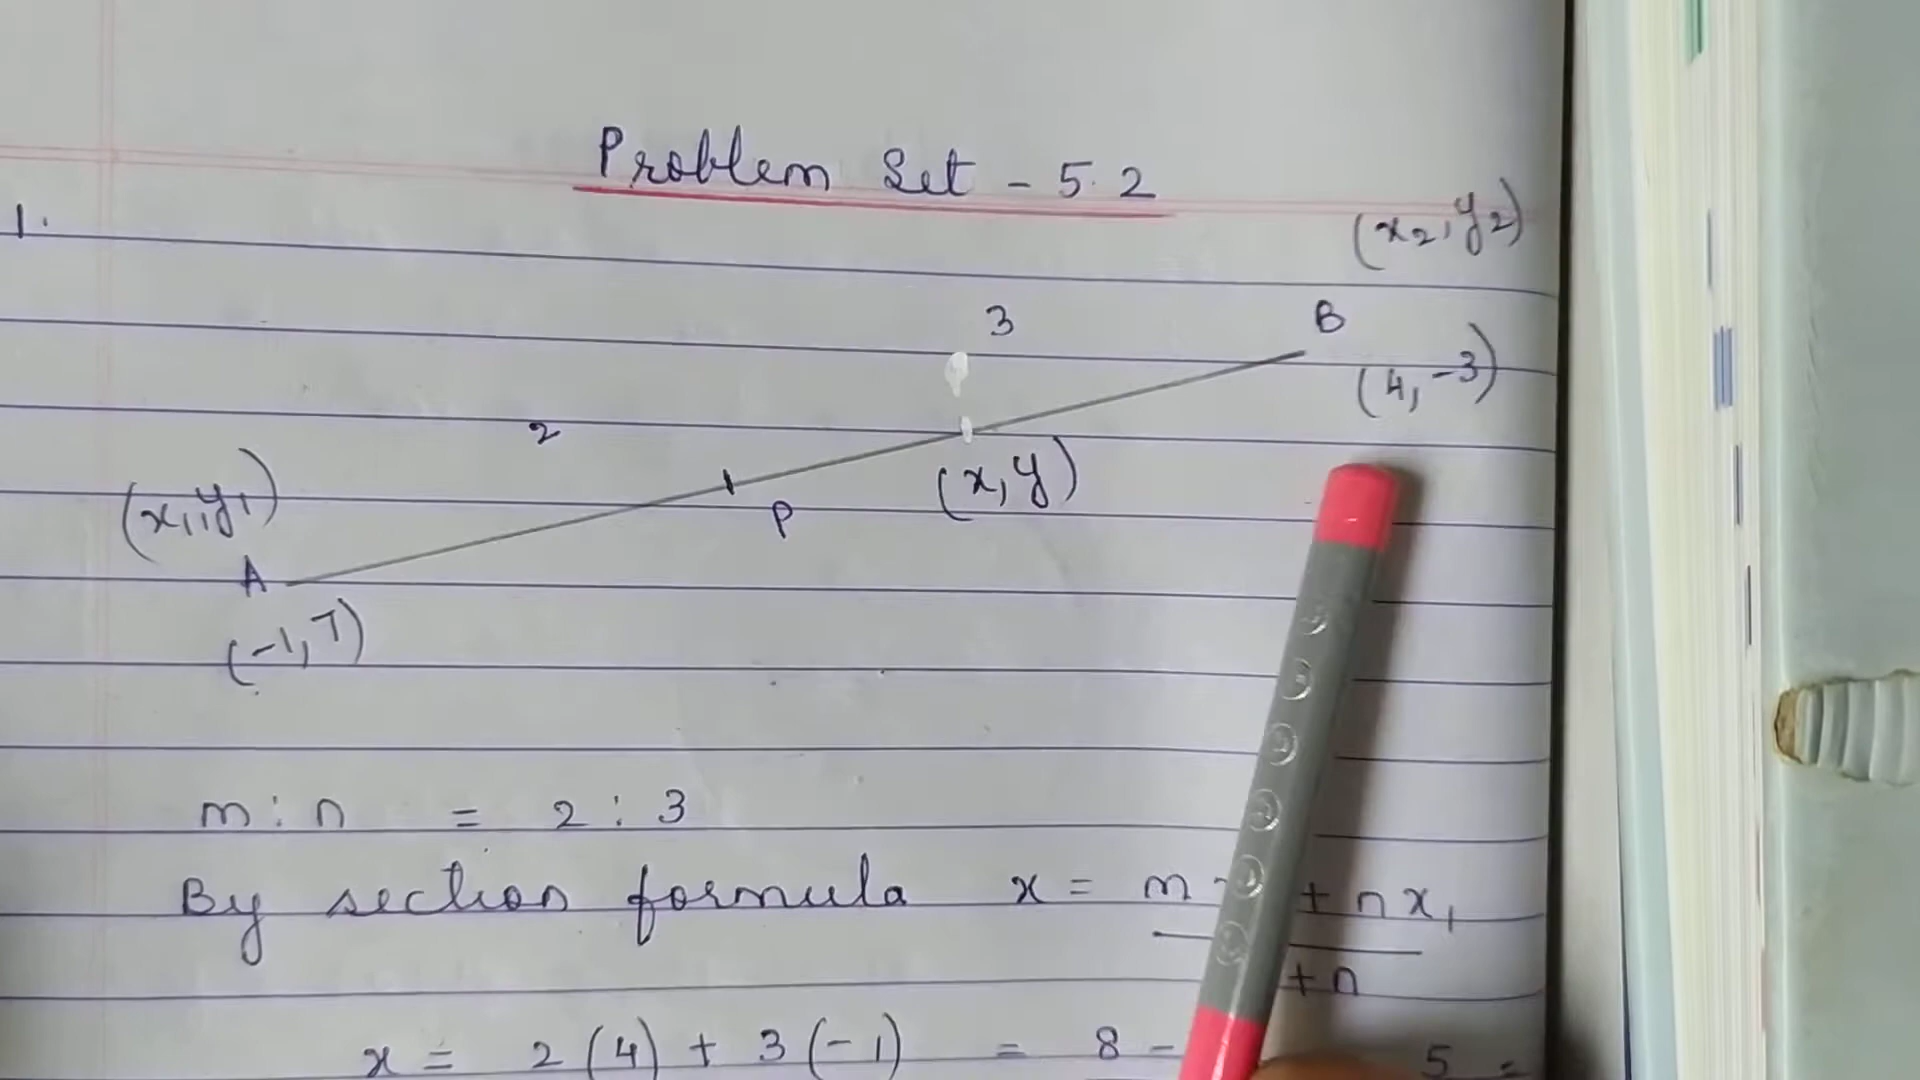 Problem Set - 5.2
1.
(x2, y2)
3
B
(4, -3)
2
(x1, y1)
(x, y)
P
A
(-1, 7)
m : n = 2 : 3
By section formula x = m + nx1
+ n
x = 2(4) + 3(-1) = 8 - 5 =